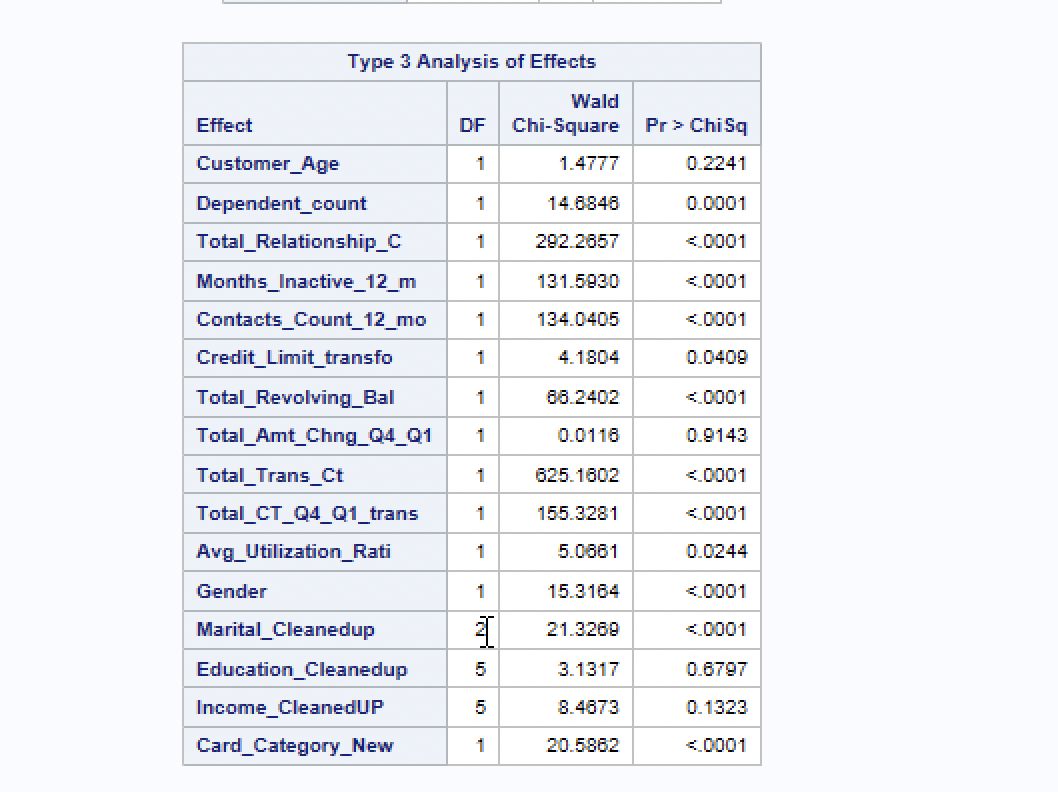 Type 3 Analysis of Effects
Wald
Effect DF Chi-Square Pr > ChiSq
Customer_Age 1 1.4777 0.2241
Dependent_count 1 14.6846 0.0001
Total_Relationship_C 1 292.2657 <.0001
Months_Inactive_12_m 1 131.5930 <.0001
Contacts_Count_12_mo 1 134.0405 <.0001
Credit_Limit_transfo 1 4.1804 0.0409
Total_Revolving_Bal 1 66.2402 <.0001
Total_Amt_Chng_Q4_Q1 1 0.0116 0.9143
Total_Trans_Ct 1 625.1602 <.0001
Total_CT_Q4_Q1_trans 1 155.3281 <.0001
Avg_Utilization_Rati 1 5.0661 0.0244
Gender 1 15.3164 <.0001
Marital_Cleanedup 2 21.3269 <.0001
Education_Cleanedup 5 3.1317 0.6797
Income_CleanedUP 5 8.4673 0.1323
Card_Category_New 1 20.5862 <.0001